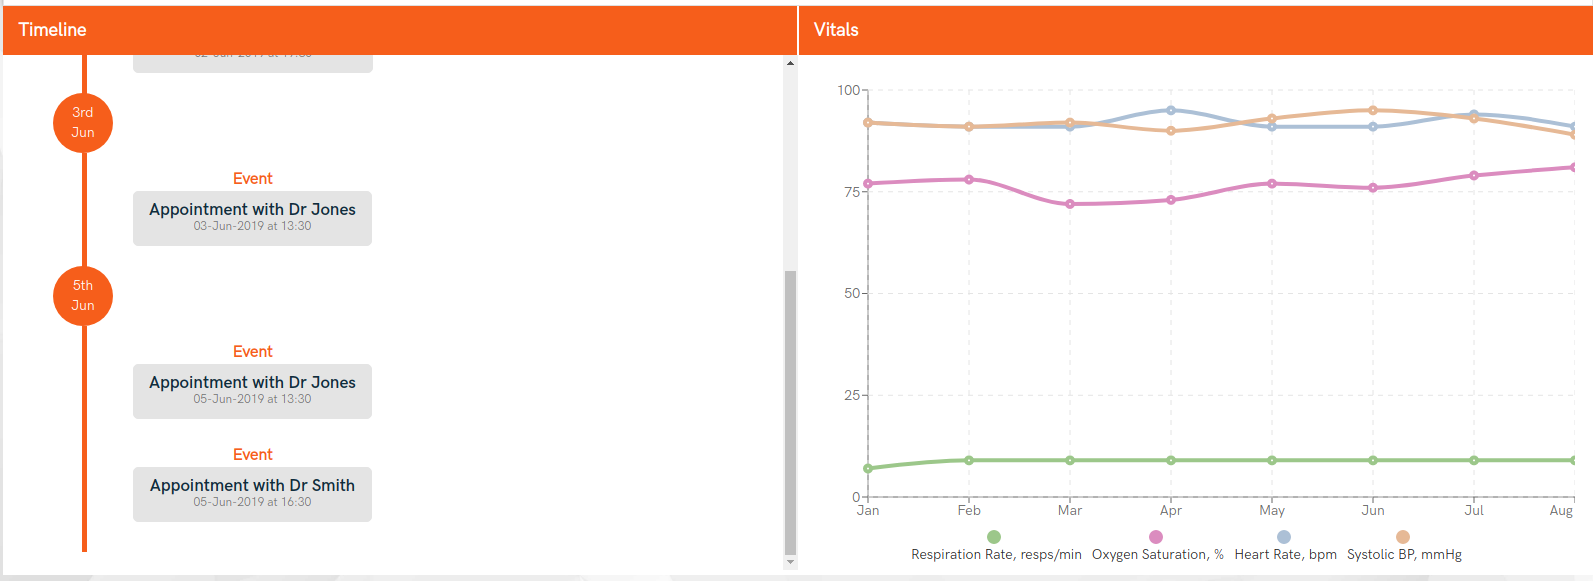 Timeline
3rd
Jun
Event
Appointment with Dr Jones
03-Jun-2019 at 13:30
5th
Jun
Event
Appointment with Dr Jones
05-Jun-2019 at 13:30
Event
Appointment with Dr Smith
05-Jun-2019 at 16:30
Vitals
100
75
50
25
0
Jan Feb Mar Apr May Jun Jul Aug
Respiration Rate, resps/min Oxygen Saturation, % Heart Rate, bpm Systolic BP, mmHg